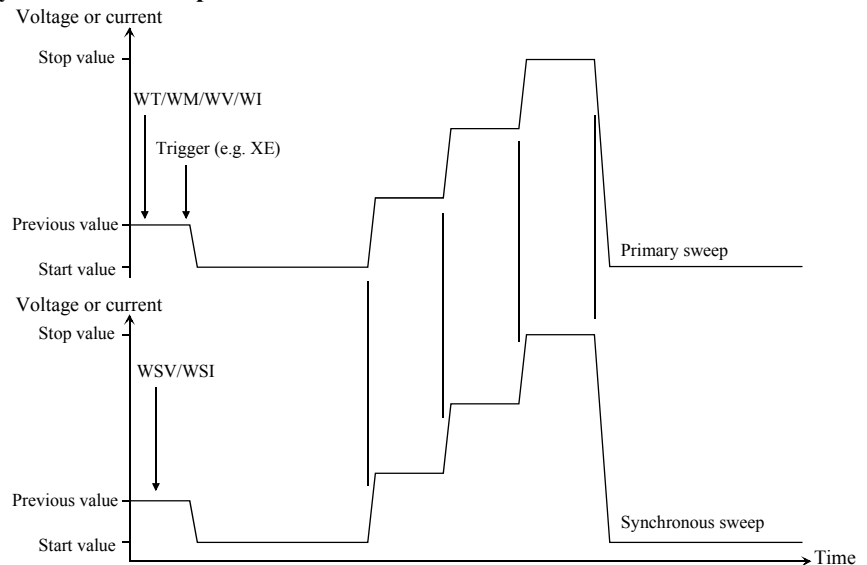 Voltage or current
Stop value
WT/WM/WV/WI
Trigger (e.g. XE)
Previous value
Start value
Primary sweep
Voltage or current
Stop value
WSV/WSI
Previous value
Start value
Synchronous sweep
Time